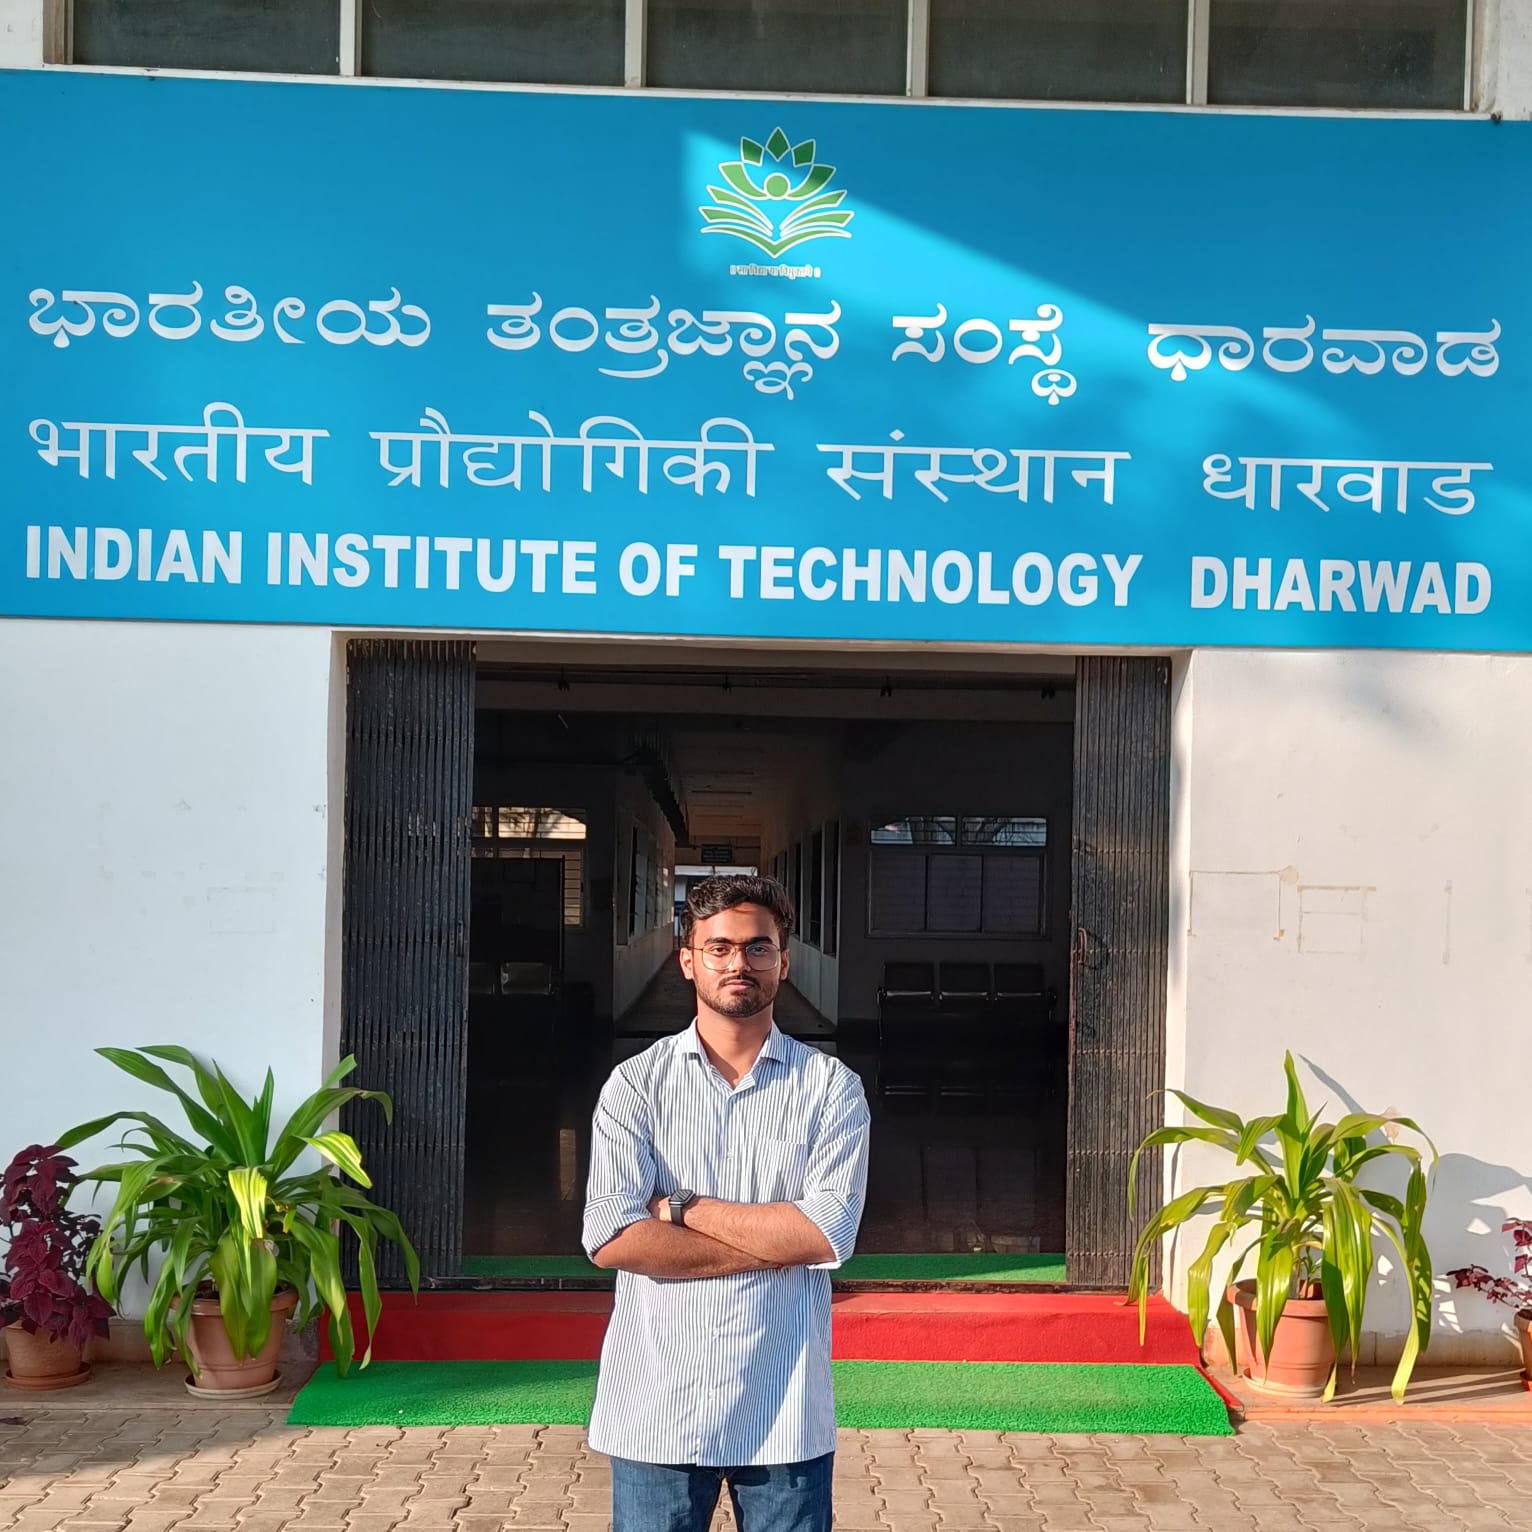 ಭಾರತೀಯ ತಂತ್ರಜ್ಞಾನ ಸಂಸ್ಥೆ ಧಾರವಾಡ
भारतीय प्रौद्योगिकी संस्थान धारवाड
INDIAN INSTITUTE OF TECHNOLOGY DHARWAD